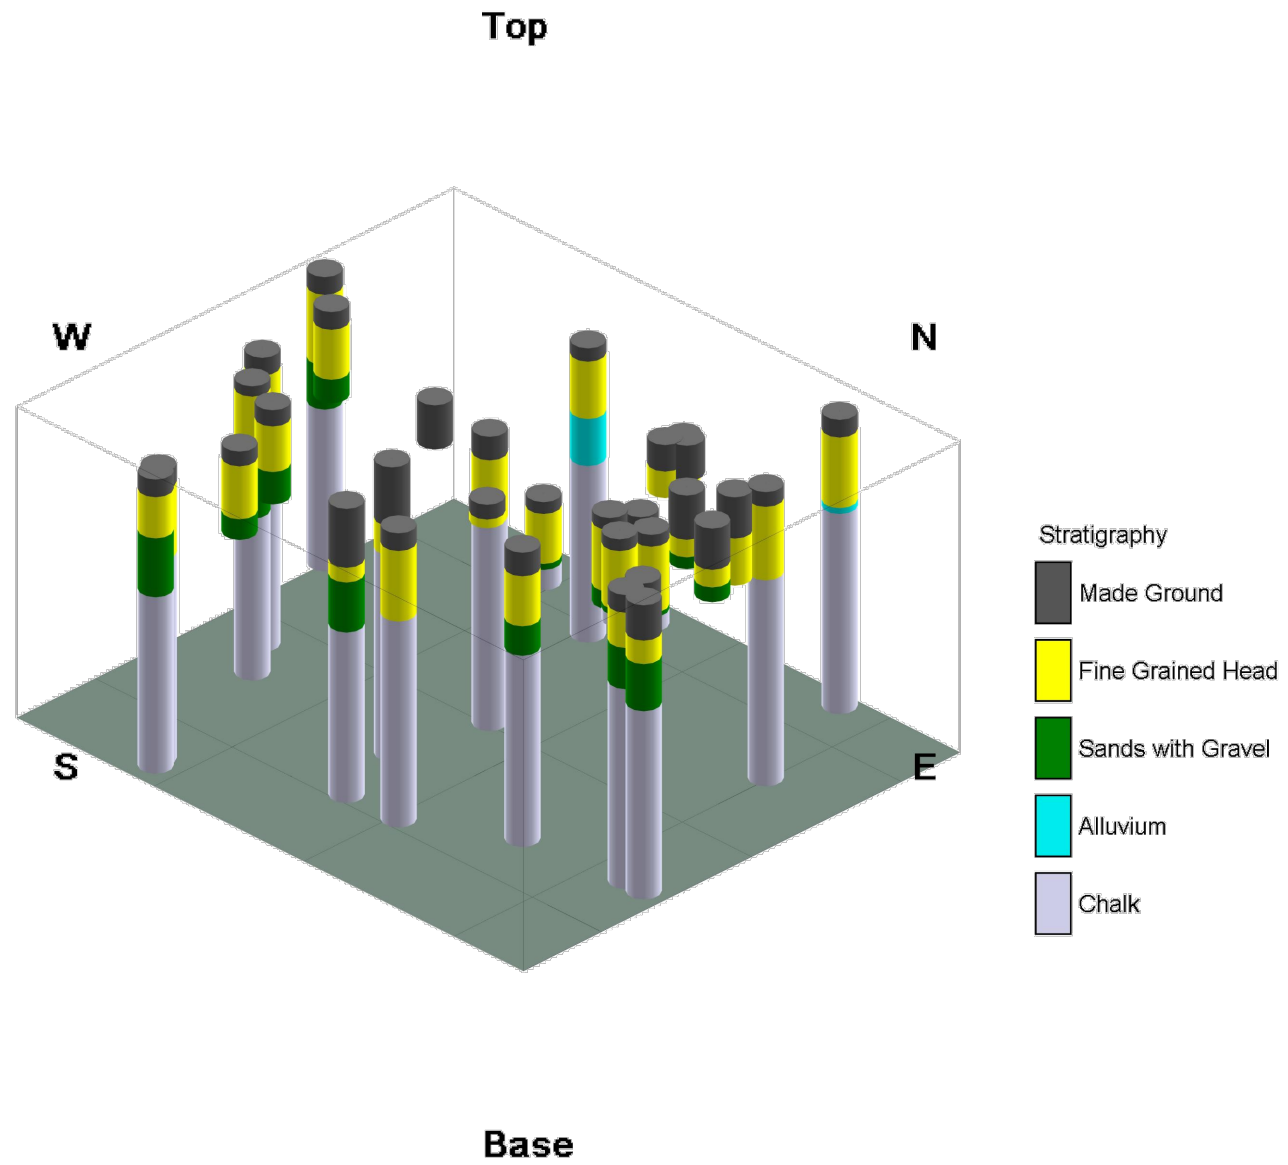 Top
W
N
Stratigraphy
Made Ground
Fine Grained Head
Sands with Gravel
S
E
Alluvium
Chalk
Base